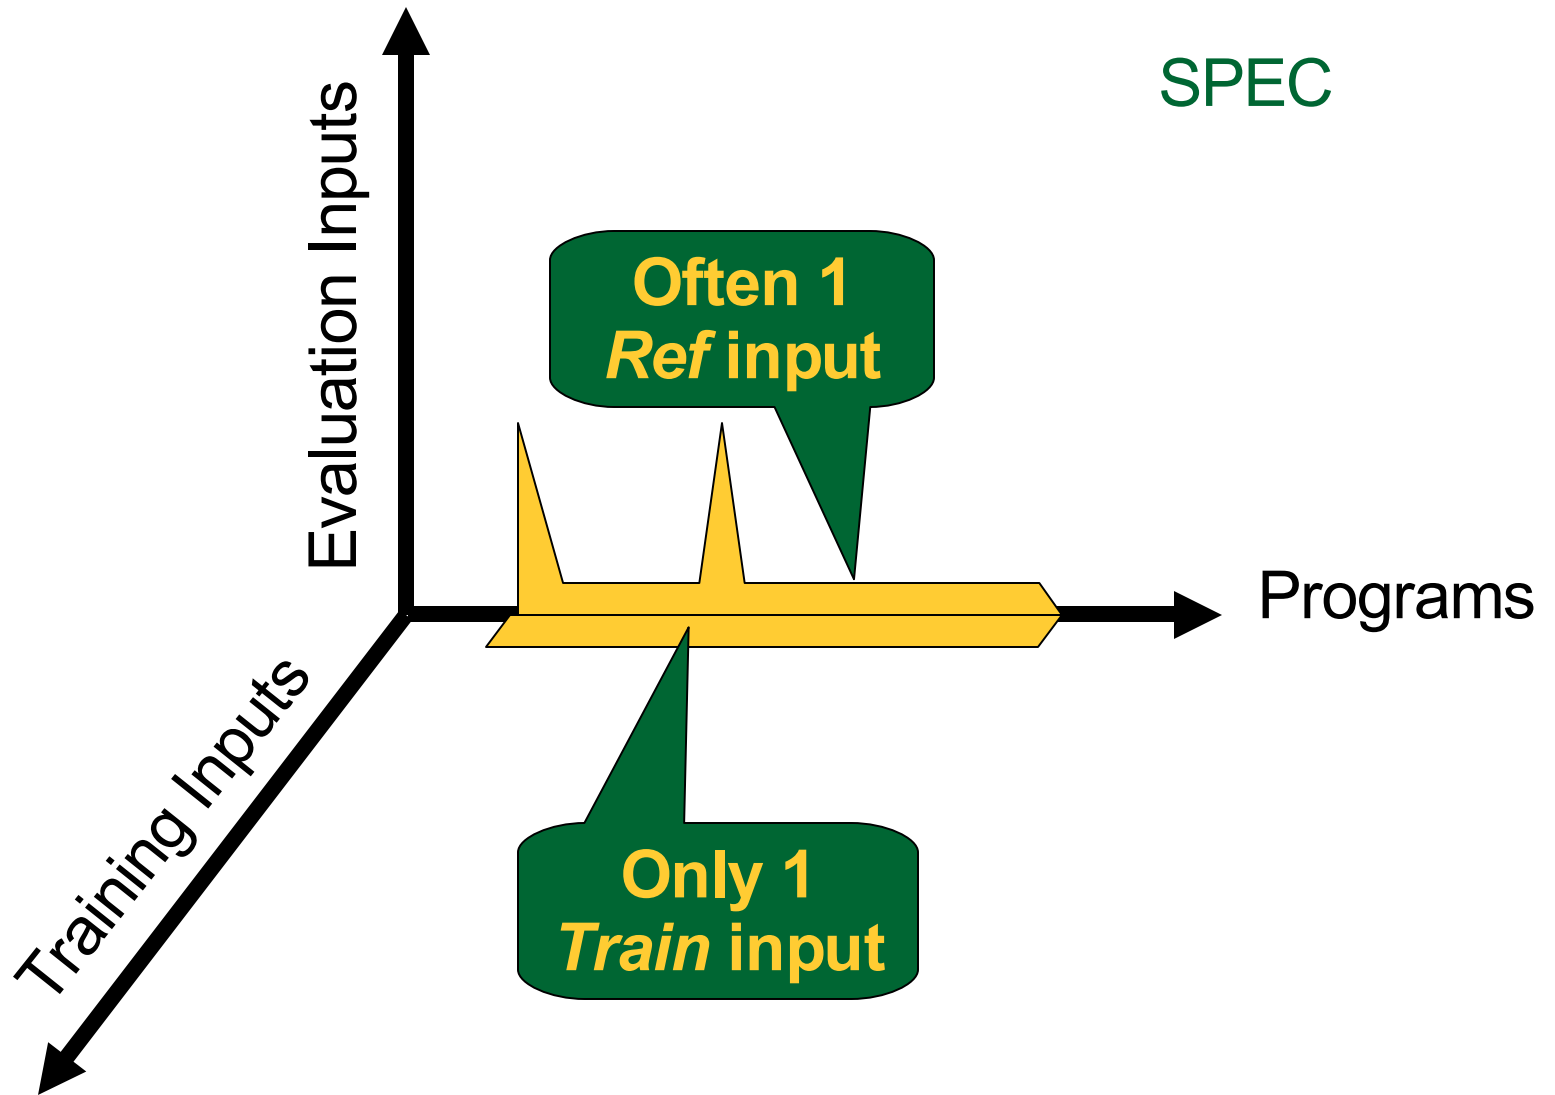 SPEC
Evaluation Inputs
Often 1
Ref input
Programs
Training Inputs
Only 1
Train input